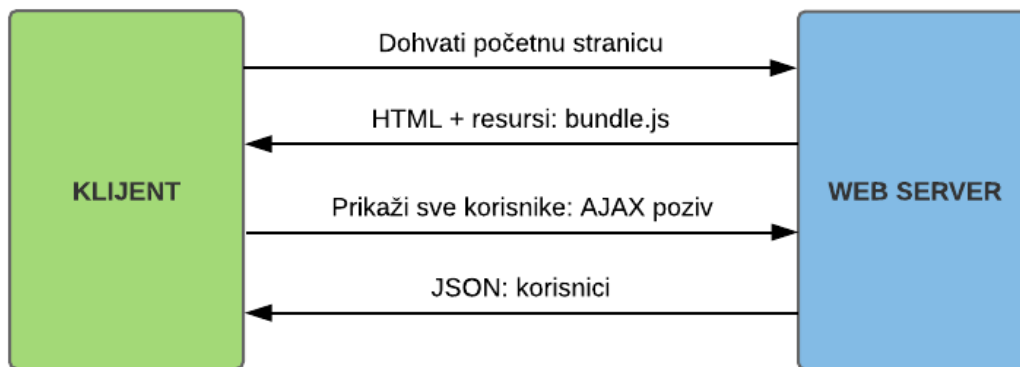 Dohvati početnu stranicu
HTML + resursi: bundle.js
KLIJENT
WEB SERVER
Prikaži sve korisnike: AJAX poziv
JSON: korisnici